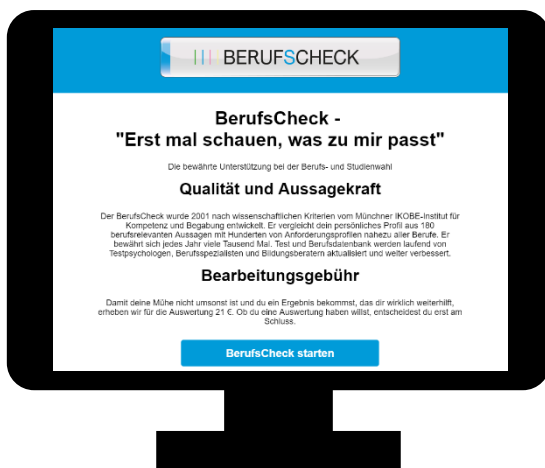 BERUFSCHECK
BerufsCheck -
"Erst mal schauen, was zu mir passt"
Die bewährte Unterstützung bei der Berufs- und Studienwahl
Qualität und Aussagekraft
Der BerufsCheck wurde 2001 nach wissenschaftlichen Kriterien vom Münchner IKOBE-Institut für
Kompetenz und Begabung entwickelt. Er vergleicht dein persönliches Profil aus 180
berufsrelevanten Aussagen mit Hunderten von Anforderungsprofilen nahezu aller Berufe. Er
bewährt sich jedes Jahr viele Tausend Mal. Test und Berufsdatenbank werden laufend von
Testpsychologen, Berufsspezialisten und Bildungsberatern aktualisiert und weiter verbessert.
Bearbeitungsgebühr
Damit deine Mühe nicht umsonst ist und du ein Ergebnis bekommst, das dir wirklich weiterhilft,
erheben wir für die Auswertung 21 €. Ob du eine Auswertung haben willst, entscheidest du erst am
Schluss.
BerufsCheck starten